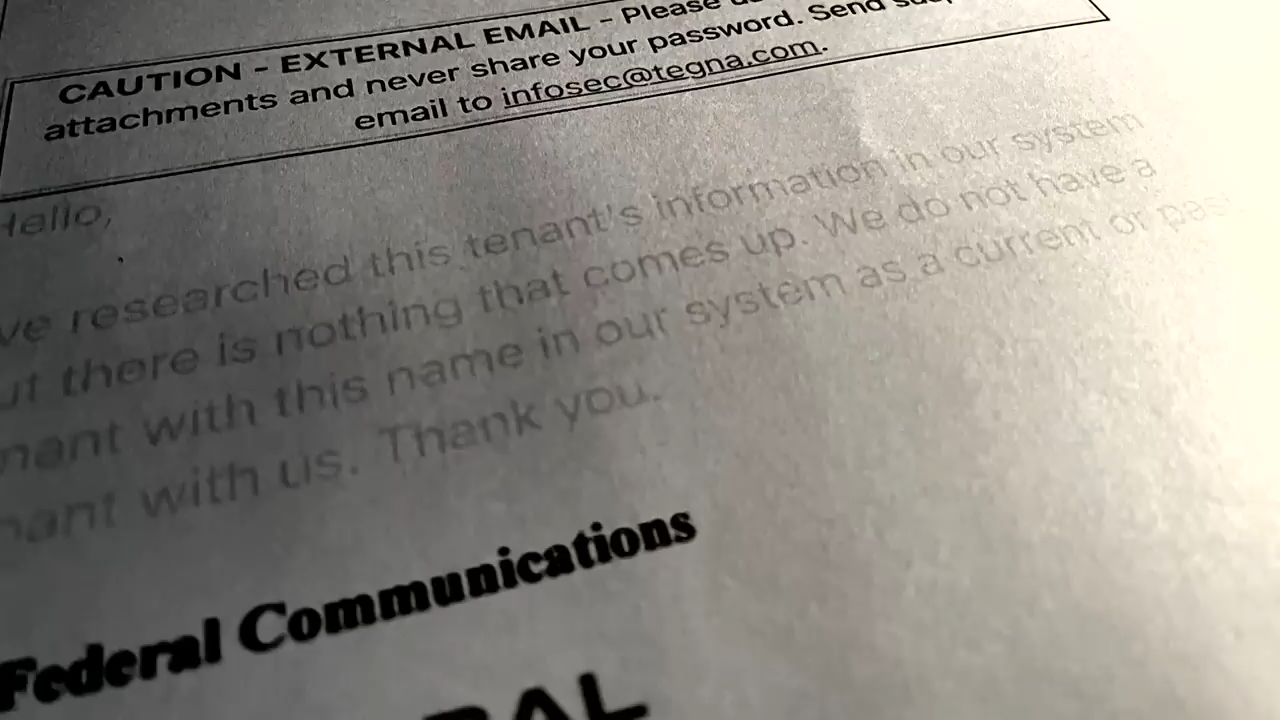 CAUTION - EXTERNAL EMAIL - Please
attachments and never share your password. Send
email to infosec@tegna.com.
Hello,
researched this tenant's information in our system
there is nothing that comes up. We do not have a
with this name in our system as a current or
with us. Thank you.
Federal Communications